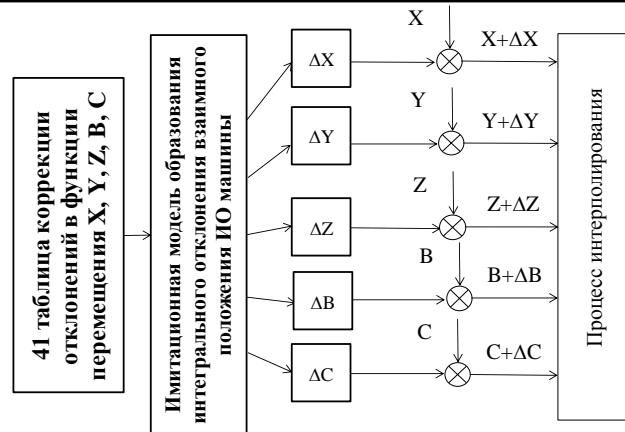 41 таблица коррекции
отклонений в функции
перемещения X, Y, Z, B, C
Имитационная модель образования
интегрального отклонения взаимного
положения ИО машины
ΔX
ΔY
ΔZ
ΔB
ΔC
X
Y
Z
B
C
X+ΔX
Y+ΔY
Z+ΔZ
B+ΔB
C+ΔC
Процесс интерполирования